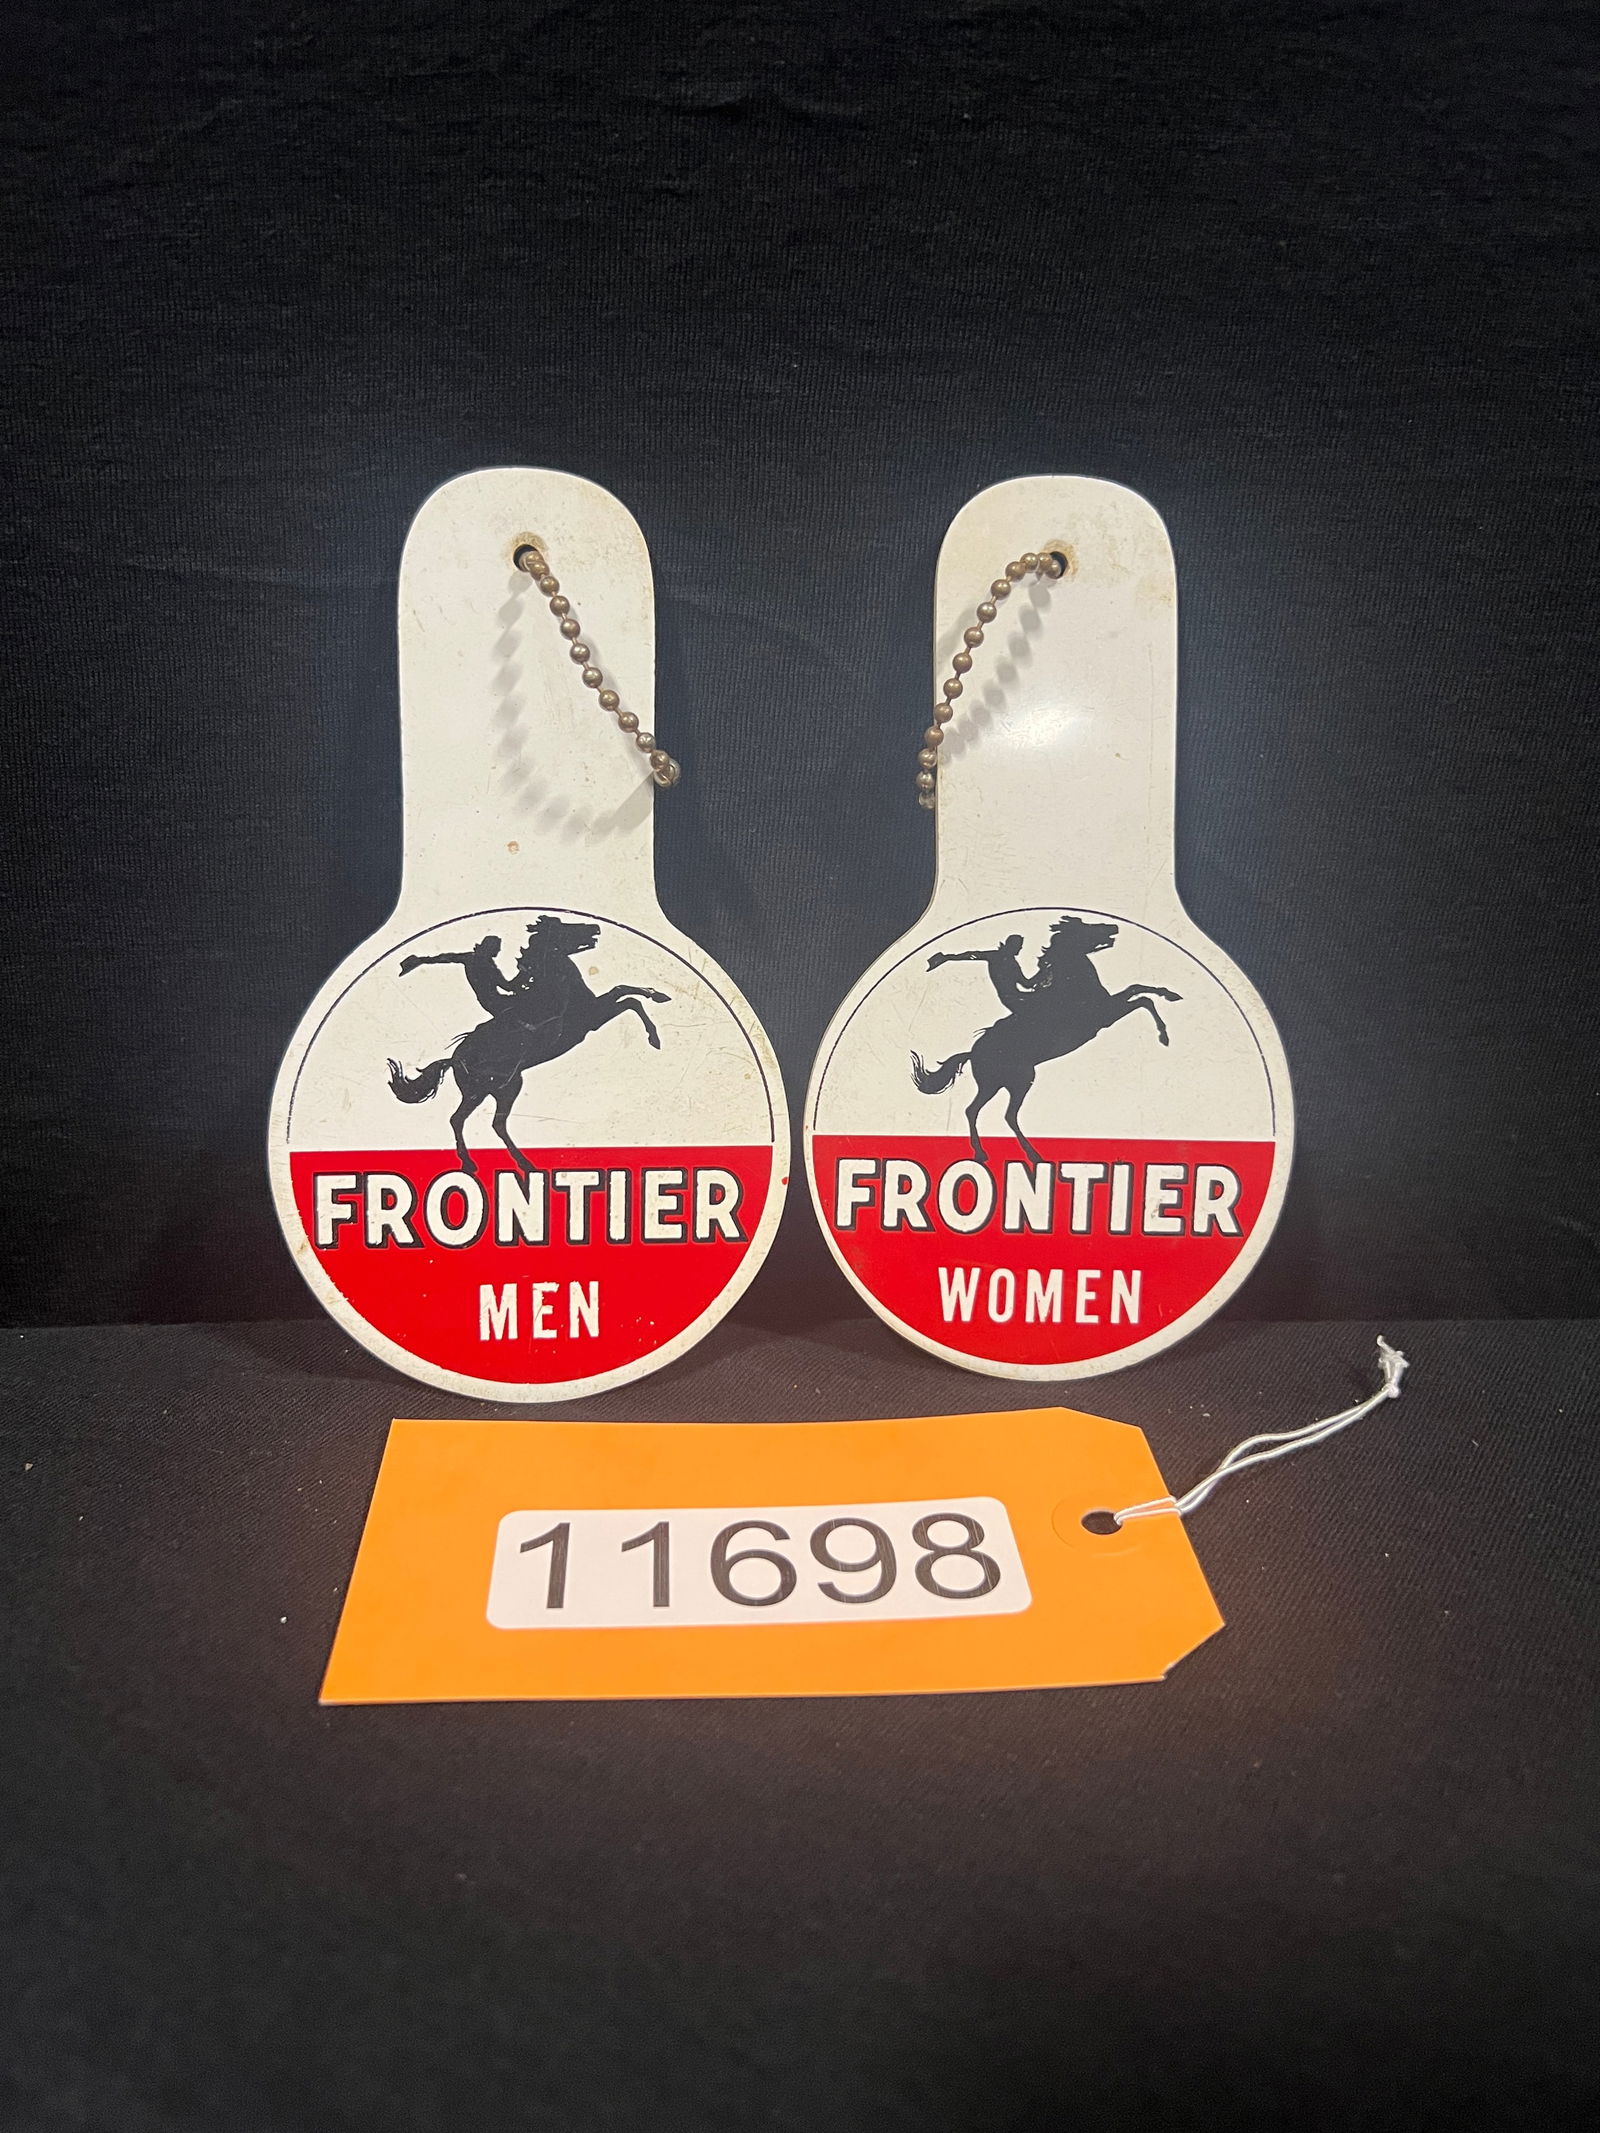 FRONTIER
MEN
FRONTIER
WOMEN
11698